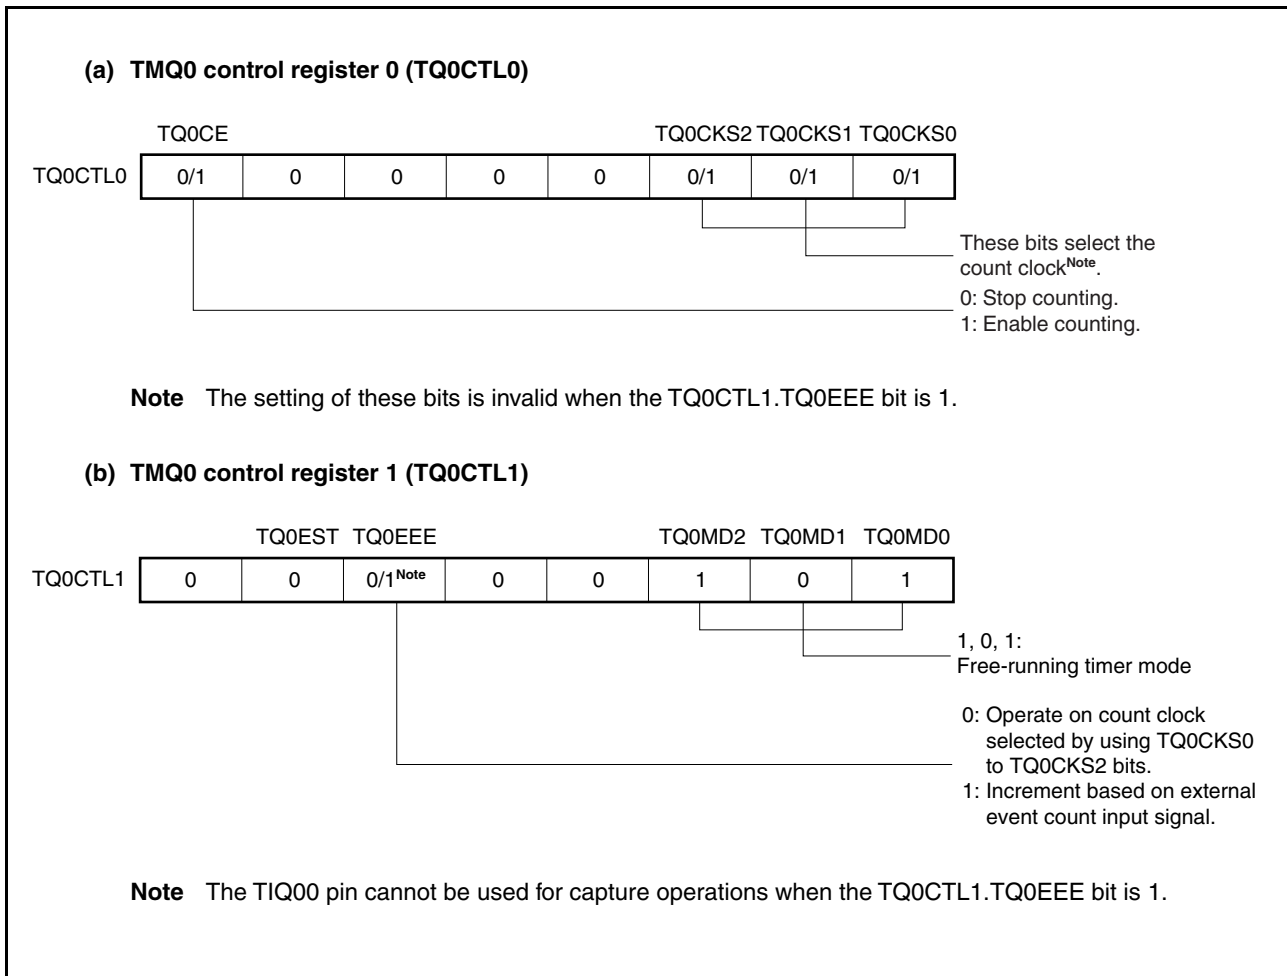 (a) TMQ0 control register 0 (TQ0CTL0)
TQ0CE TQ0CKS2 TQ0CKS1 TQ0CKS0
TQ0CTL0 0/1 0 0 0 0 0/1 0/1 0/1
These bits select the
count clockNote.
0: Stop counting.
1: Enable counting.
Note The setting of these bits is invalid when the TQ0CTL1.TQ0EEE bit is 1.
(b) TMQ0 control register 1 (TQ0CTL1)
TQ0EST TQ0EEE TQ0MD2 TQ0MD1 TQ0MD0
TQ0CTL1 0 0 0/1Note 0 0 1 0 1
1, 0, 1:
Free-running timer mode
0: Operate on count clock
selected by using TQ0CKS0
to TQ0CKS2 bits.
1: Increment based on external
event count input signal.
Note The TIQ00 pin cannot be used for capture operations when the TQ0CTL1.TQ0EEE bit is 1.